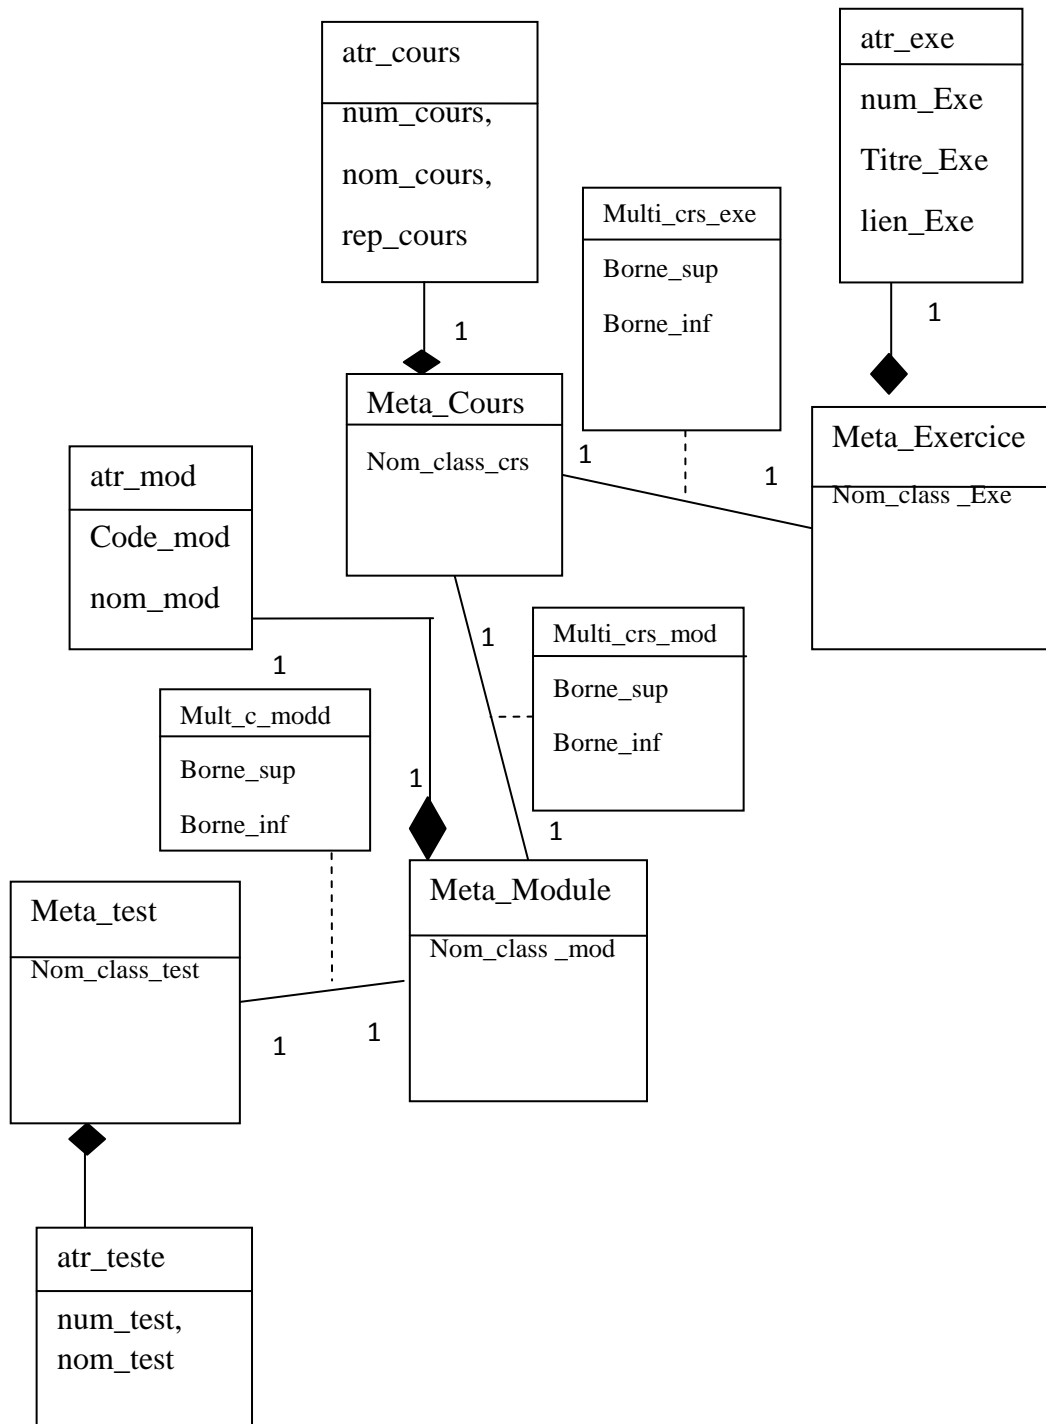 atr_cours
num_cours,
nom_cours,
rep_cours
atr_exe
num_Exe
Titre_Exe
lien_Exe
Multi_crs_exe
Borne_sup
Borne_inf
1
1
Meta_Cours
Nom_class_crs
1
1
Meta_Exercice
Nom_class _Exe
atr_mod
Code_mod
nom_mod
1
1
Multi_crs_mod
Borne_sup
Borne_inf
Mult_c_modd
Borne_sup
Borne_inf
1
1
Meta_Module
Nom_class _mod
Meta_test
Nom_class_test
1
1
atr_teste
num_test,
nom_test